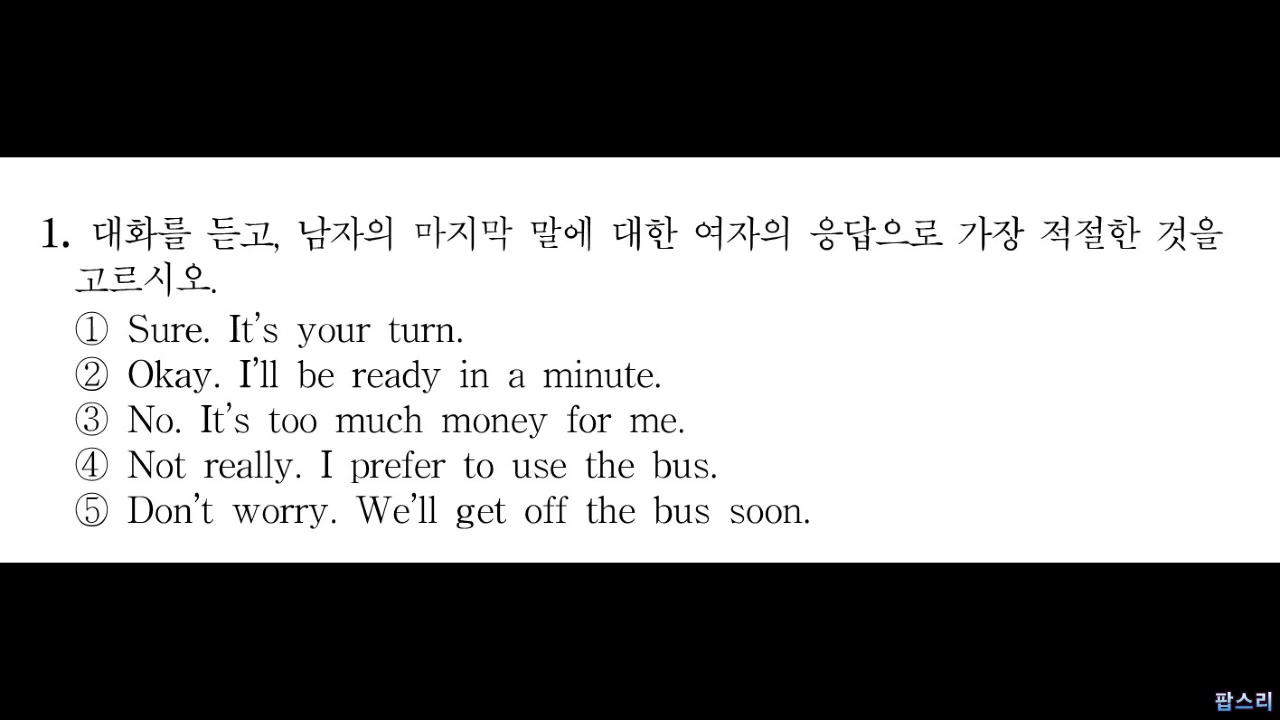 1. 대화를 듣고, 남자의 마지막 말에 대한 여자의 응답으로 가장 적절한 것을
고르시오.
① Sure. It’s your turn.
② Okay. I’ll be ready in a minute.
③ No. It’s too much money for me.
④ Not really. I prefer to use the bus.
⑤ Don’t worry. We’ll get off the bus soon.
팝스리